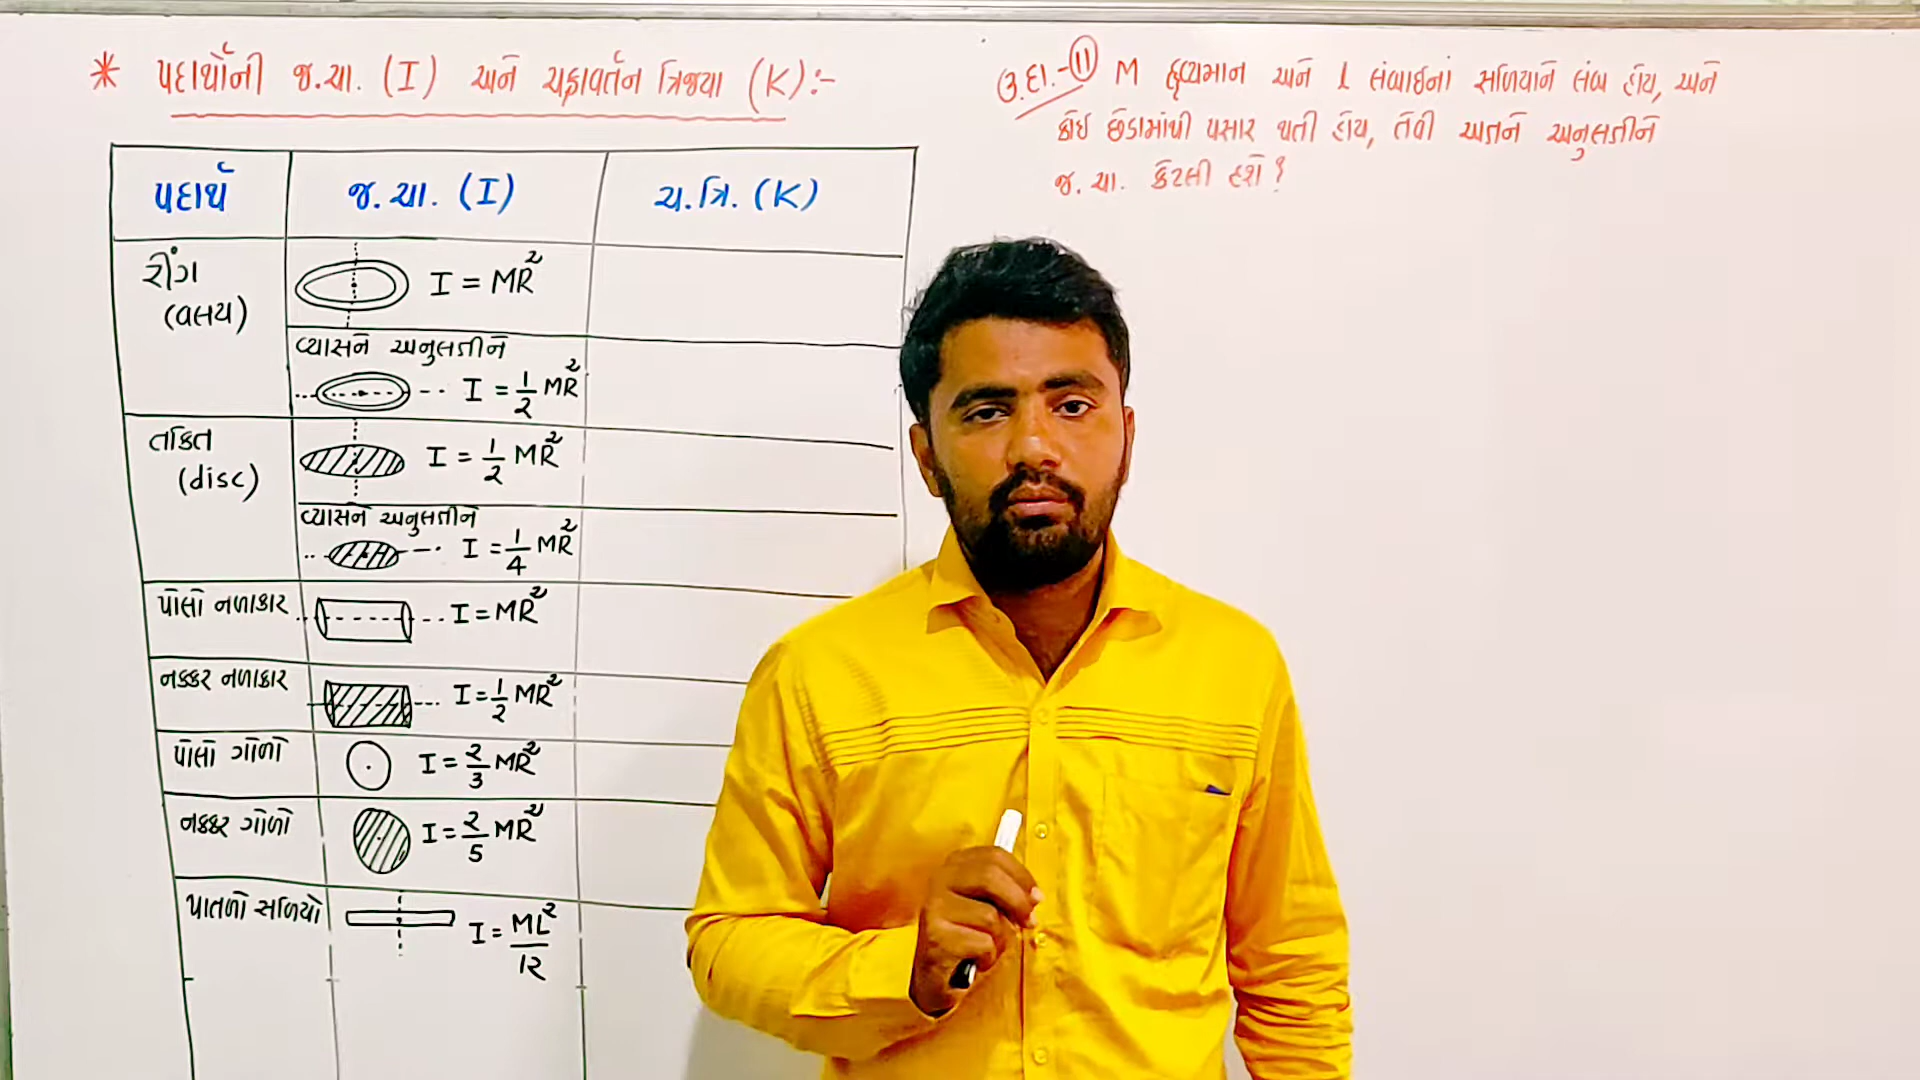 * પદાર્થોની જ.ચા. (I) અને ચક્રાવર્તન ત્રિજ્યા (K):-
પદાર્થ
જ.ચા. (I)
ચ.ત્રિ. (K)
રીંગ
(વલય)
I = MR²
વ્યાસને અનુલક્ષીને
I = 1/2 MR²
તકતિ
(disc)
I = 1/2 MR²
વ્યાસને અનુલક્ષીને
I = 1/4 MR²
પોલો નળાકાર
I = MR²
નક્કર નળાકાર
I = 1/2 MR²
પોલો ગોળો
I = 2/3 MR²
નક્કર ગોળો
I = 2/5 MR²
પાતળો સળિયો
I = ML²/12
ઉ.દા.-11 M દ્રવ્યમાન અને l લંબાઈનાં સળિયાને લંબ હોય, અને
કોઈ છેડામાંથી પસાર થતી હોય, તેવી અક્ષને અનુલક્ષીને
જ. ચા. કેટલી હશે ?